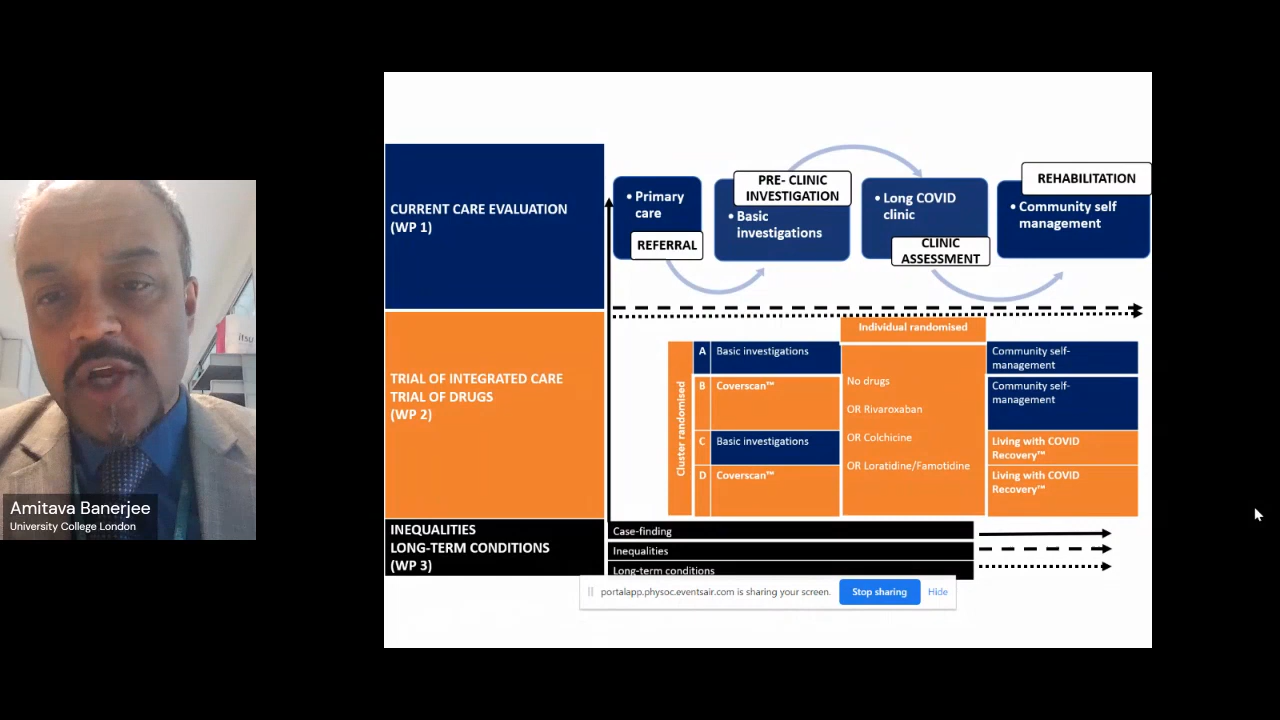 CURRENT CARE EVALUATION
(WP 1)
• Primary
care
REFERRAL
PRE- CLINIC
INVESTIGATION
• Basic
investigations
• Long COVID
clinic
CLINIC
ASSESSMENT
REHABILITATION
• Community self
management
TRIAL OF INTEGRATED CARE
TRIAL OF DRUGS
(WP 2)
Cluster randomised
Individual randomised
A Basic investigations
B Coverscan™
C Basic investigations
D Coverscan™
No drugs
OR Rivaroxaban
OR Colchicine
OR Loratidine/Famotidine
Community self-
management
Community self-
management
Living with COVID
Recovery™
Living with COVID
Recovery™
INEQUALITIES
LONG-TERM CONDITIONS
(WP 3)
Case-finding
Inequalities
Long-term conditions
portalapp.physoc.eventsair.com is sharing your screen.
Stop sharing
Hide
itsu
Amitava Banerjee
University College London